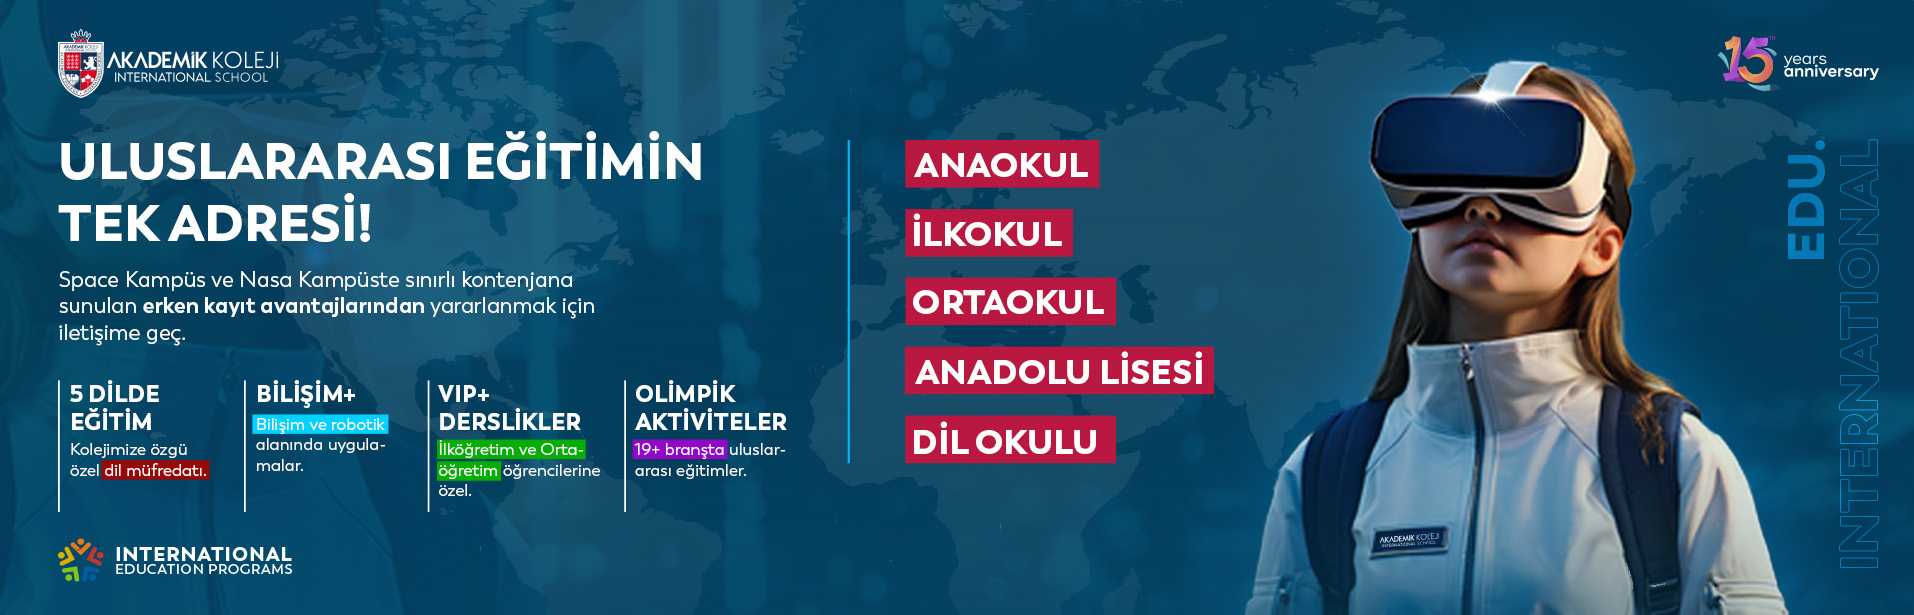 AKADEMİK KOLEJİ
INTERNATIONAL SCHOOL
15TH years
anniversary
ULUSLARARASI EĞİTİMİN
TEK ADRESİ!
Space Kampüs ve Nasa Kampüste sınırlı kontenjana
sunulan erken kayıt avantajlarından yararlanmak için
iletişime geç.
5 DİLDE
EĞİTİM
Kolejimize özgü
özel dil müfredatı.
BİLİŞİM+
Bilişim ve robotik
alanında uygula-
malar.
VIP+
DERSLİKLER
İlköğretim ve Orta-
öğretim öğrencilerine
özel.
OLİMPİK
AKTİVİTELER
19+ branşta uluslar-
arası eğitimler.
INTERNATIONAL
EDUCATION PROGRAMS
ANAOKUL
İLKOKUL
ORTAOKUL
ANADOLU LİSESİ
DİL OKULU
AKADEMİK KOLEJİ
INTERNATIONAL SCHOOL
EDU.
INTERNATIONAL